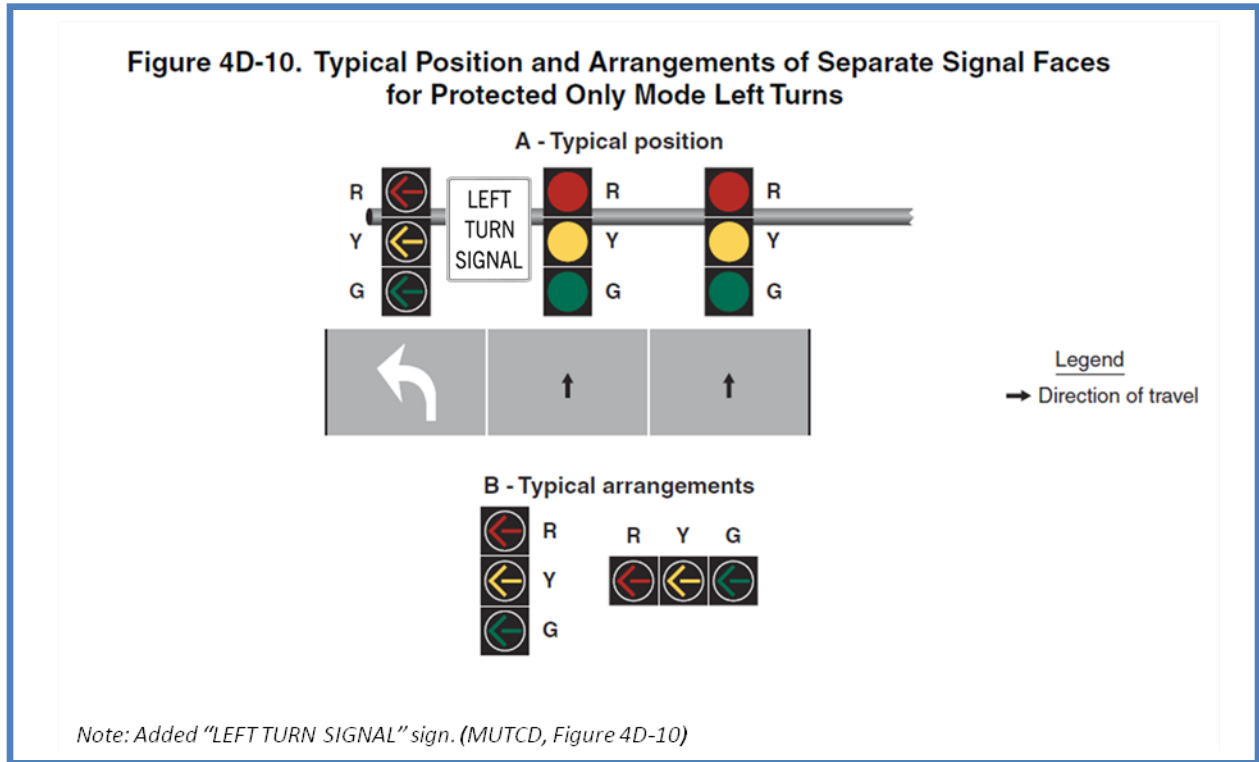 Figure 4D-10. Typical Position and Arrangements of Separate Signal Faces
for Protected Only Mode Left Turns
A - Typical position
R
Y
G
LEFT
TURN
SIGNAL
R
Y
G
R
Y
G
Legend
Direction of travel
B - Typical arrangements
R
Y
G
R Y G
Note: Added “LEFT TURN SIGNAL” sign. (MUTCD, Figure 4D-10)